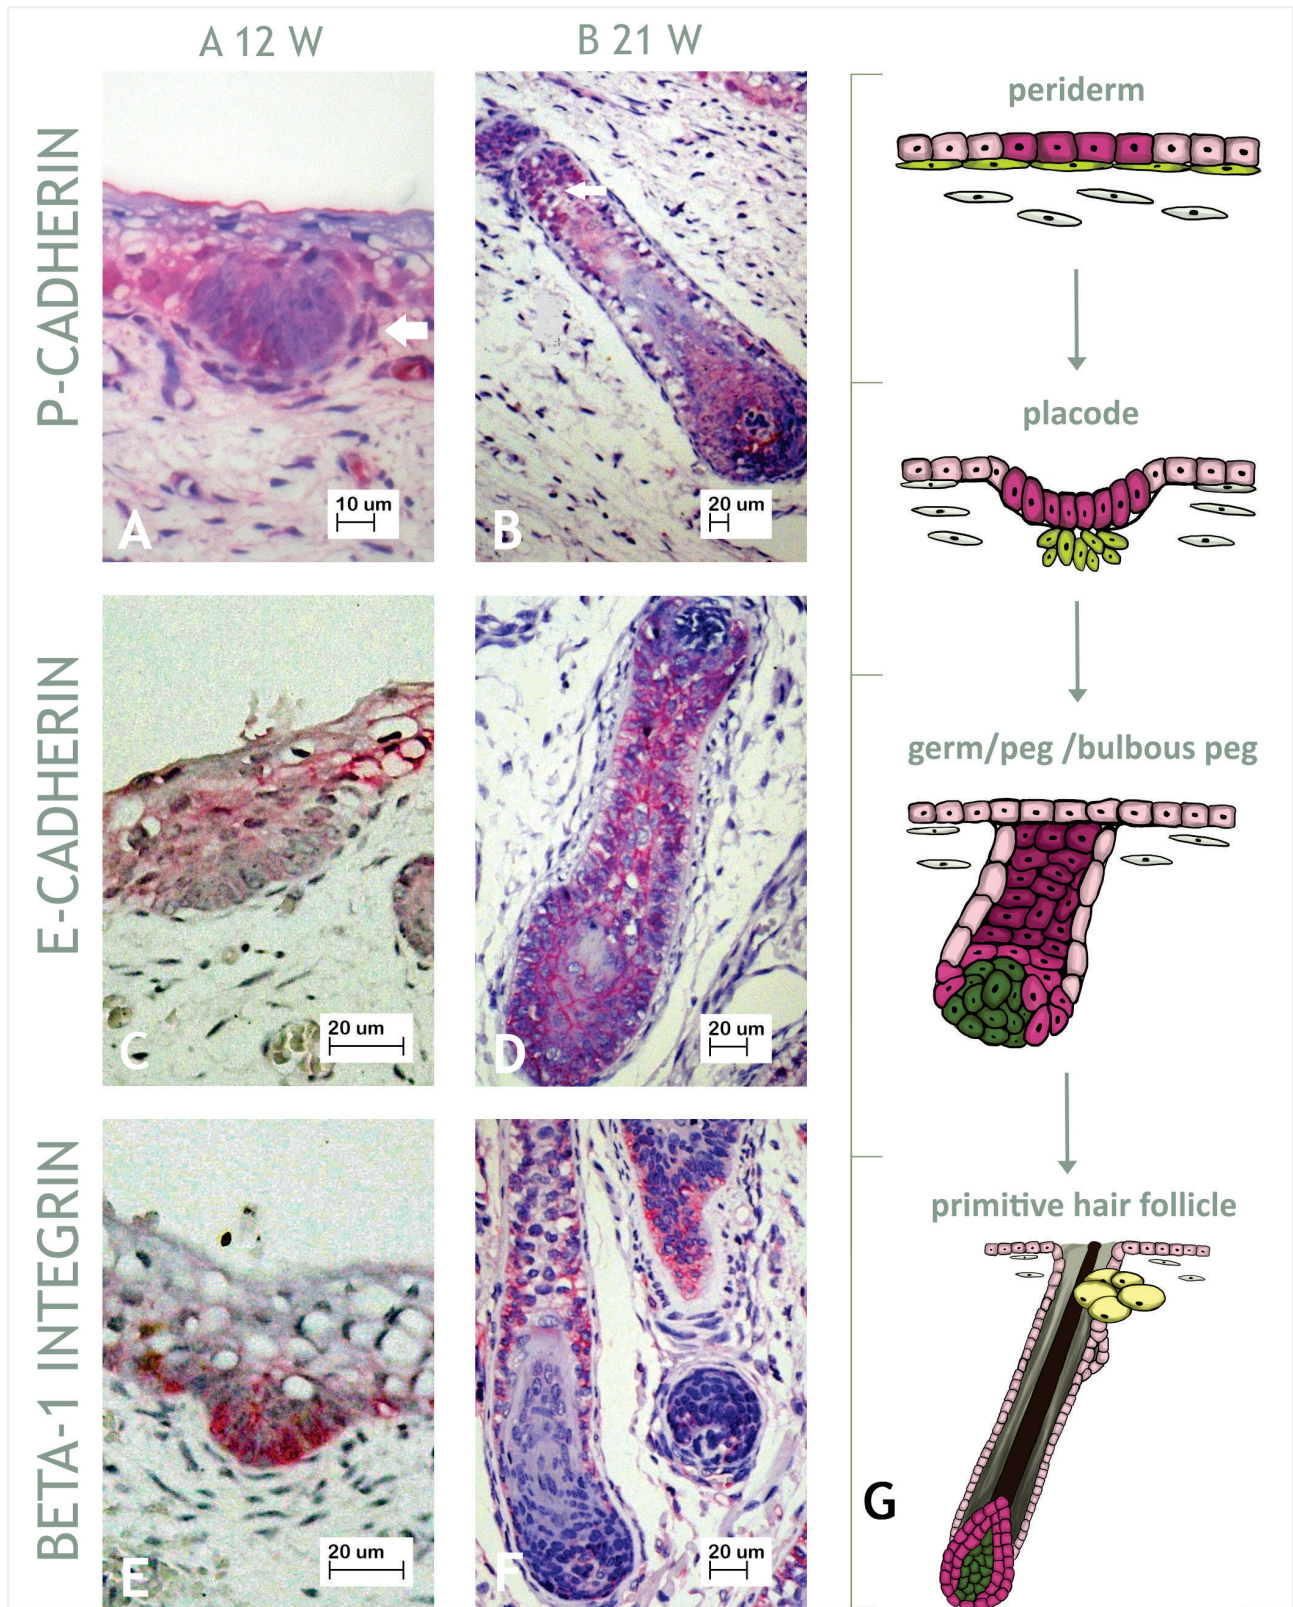 A 12 W
B 21 W
P-CADHERIN
A
10 um
B
20 um
E-CADHERIN
C
20 um
D
20 um
BETA-1 INTEGRIN
E
20 um
F
20 um
periderm
placode
germ/peg /bulbous peg
primitive hair follicle
G